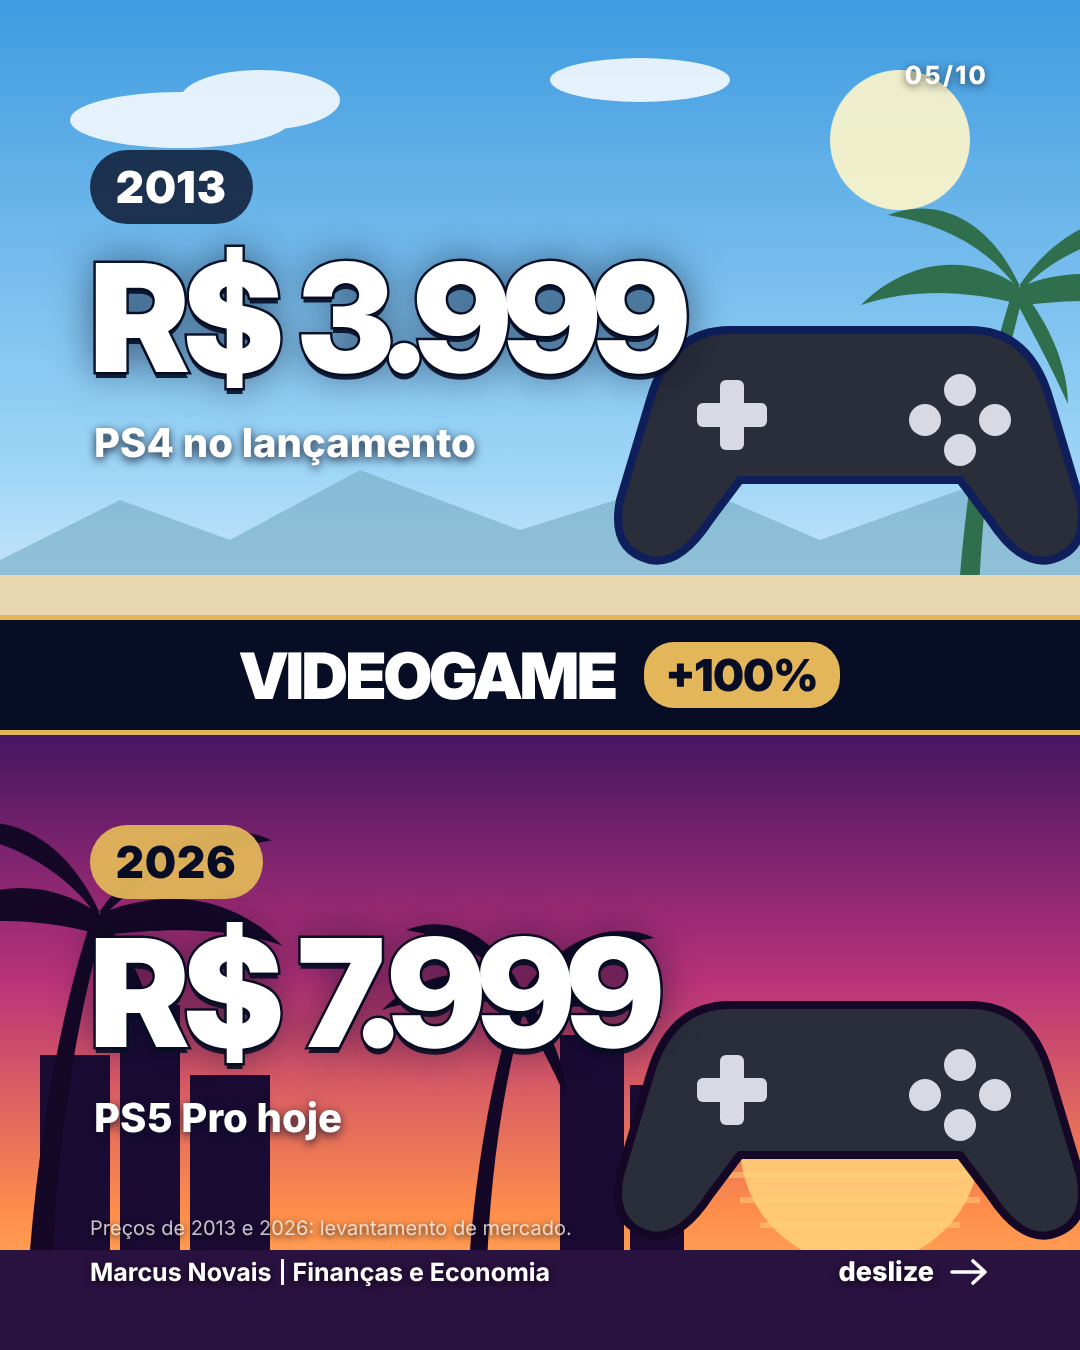 05/10
2013
R$ 3.999
PS4 no lançamento
VIDEOGAME +100%
2026
R$ 7.999
PS5 Pro hoje
Preços de 2013 e 2026: levantamento de mercado.
Marcus Novais | Finanças e Economia
deslize →